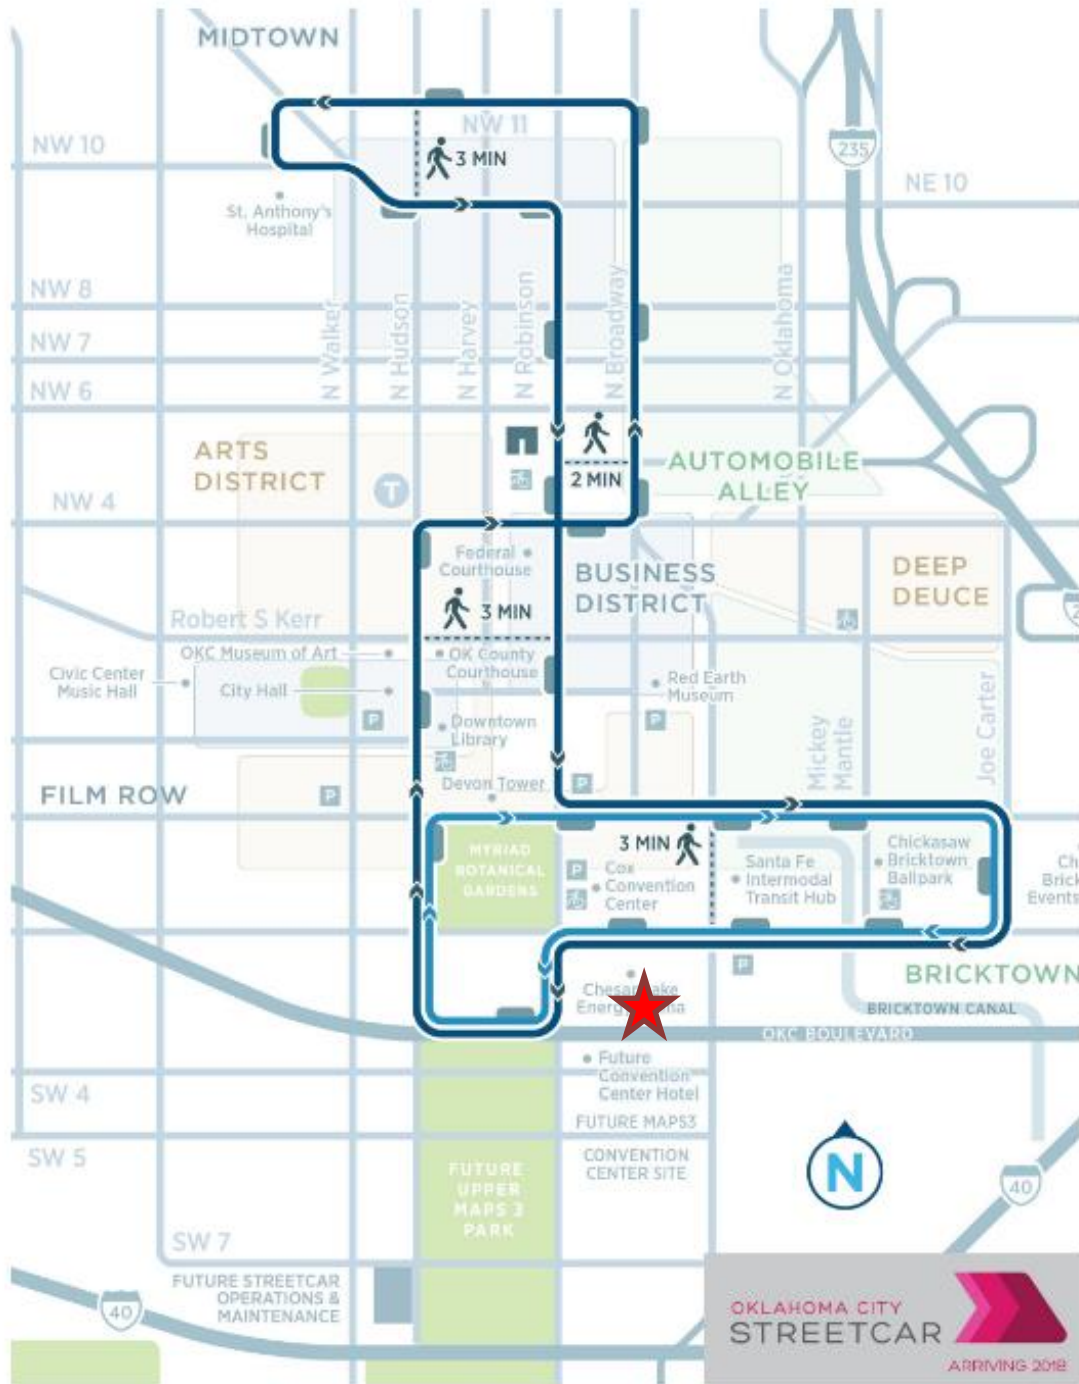 MIDTOWN
NW 11
NW 10
3 MIN
235
NE 10
St. Anthony's
Hospital
NW 8
NW 7
NW 6
N Walker
N Hudson
N Harvey
N Robinson
N Broadway
N Oklahoma
ARTS
DISTRICT
T
2 MIN
AUTOMOBILE
ALLEY
NW 4
Federal
Courthouse
BUSINESS
DISTRICT
DEEP
DEUCE
3 MIN
Robert S Kerr
OKC Museum of Art
OK County
Courthouse
Civic Center
Music Hall
City Hall
Red Earth
Museum
P
P
Downtown
Library
Mickey
Mantle
Joe Carter
Devon Tower
P
FILM ROW
P
MYRIAD
BOTANICAL
GARDENS
3 MIN
P
Cox
Convention
Center
Santa Fe
Intermodal
Transit Hub
Chickasaw
Bricktown
Ballpark
Events
P
BRICKTOWN
BRICKTOWN CANAL
OKC BOULEVARD
Future
Convention
Center Hotel
SW 4
FUTURE MAPS3
CONVENTION
CENTER SITE
SW 5
FUTURE
UPPER
MAPS 3
PARK
N
40
SW 7
FUTURE STREETCAR
OPERATIONS &
MAINTENANCE
40
OKLAHOMA CITY
STREETCAR
ARRIVING 2018